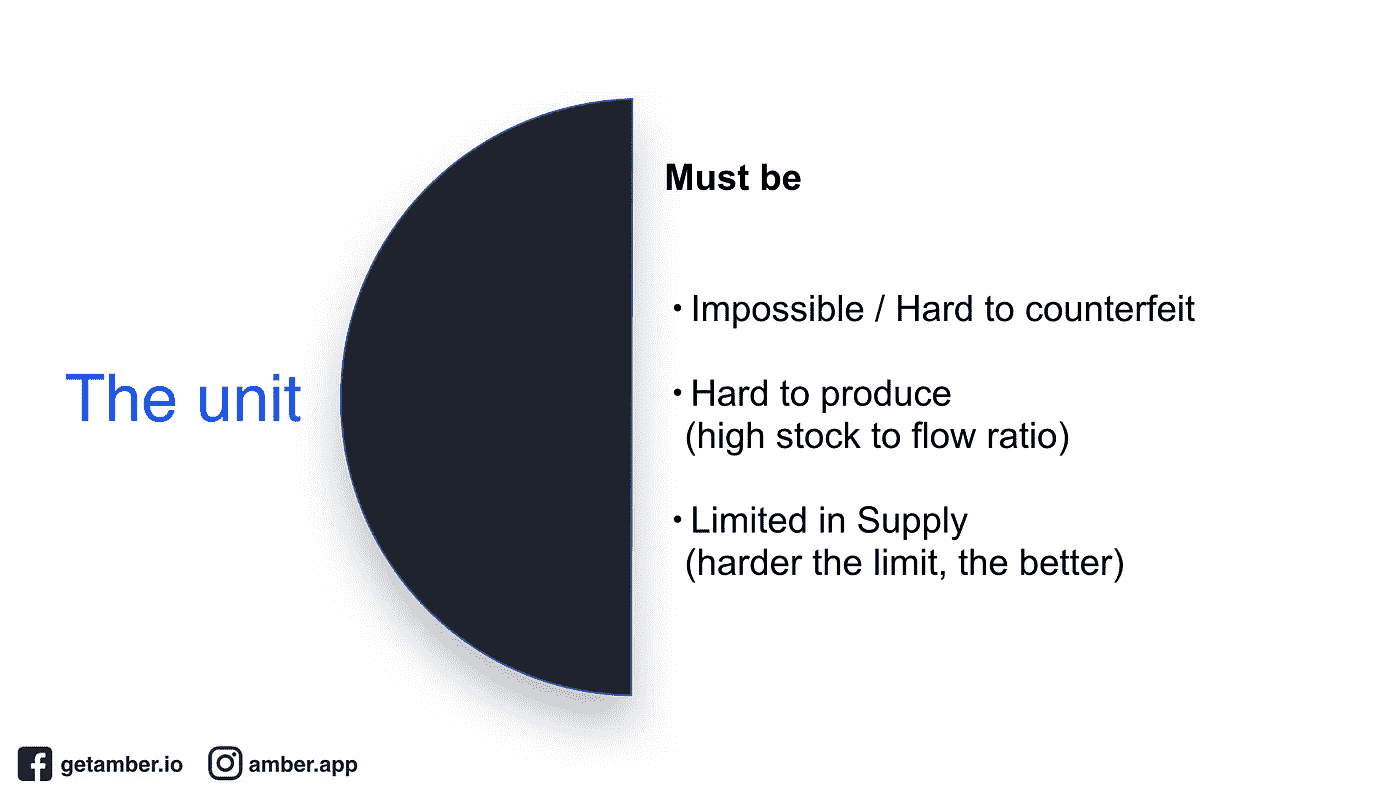 Must be
• Impossible / Hard to counterfeit
The unit
• Hard to produce
(high stock to flow ratio)
• Limited in Supply
(harder the limit, the better)
getamber.io
amber.app